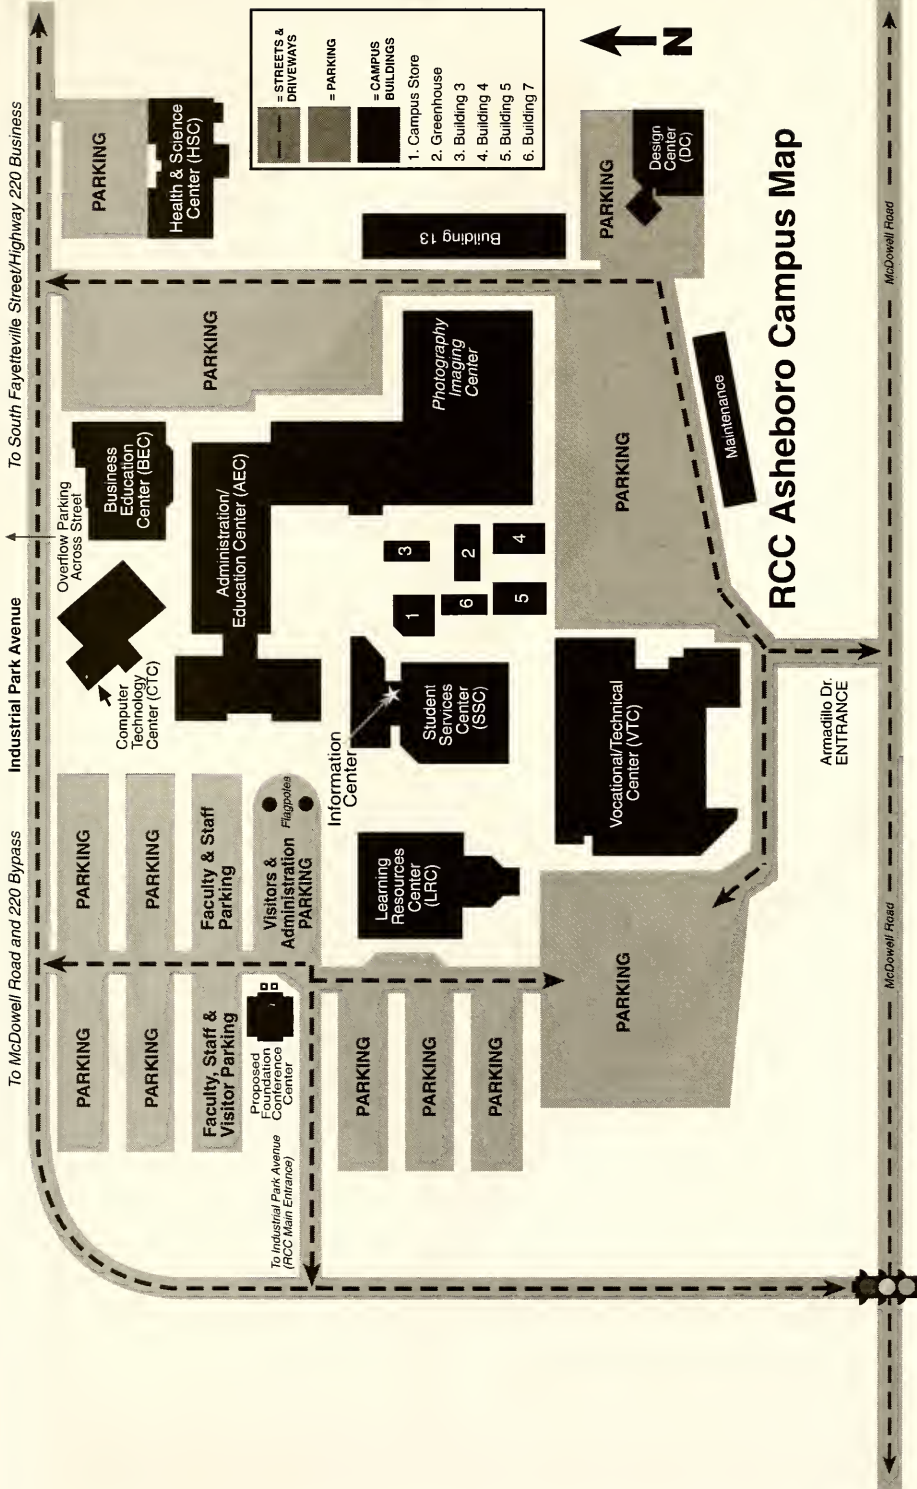 To McDowell Road and 220 Bypass
Industrial Park Avenue
To South Fayetteville Street/Highway 220 Business
Overflow Parking
Across Street
PARKING
PARKING
PARKING
PARKING
Faculty, Staff &
Visitor Parking
Faculty & Staff
Parking
Visitors &
Administration
PARKING
Flagpoles
Proposed
Foundation
Conference
Center
To Industrial Park Avenue
(RCC Main Entrance)
PARKING
PARKING
PARKING
PARKING
Computer
Technology
Center (CTC)
Business
Education
Center (BEC)
PARKING
PARKING
Health & Science
Center (HSC)
Administration/
Education Center (AEC)
Photography
Imaging
Center
Information
Center
Student
Services
Center
(SSC)
Learning
Resources
Center
(LRC)
1
3
6
2
5
4
Vocational/Technical
Center (VTC)
PARKING
Building 13
PARKING
Design
Center
(DC)
Maintenance
Armadillo Dr.
ENTRANCE
McDowell Road
McDowell Road
= STREETS &
DRIVEWAYS
= PARKING
= CAMPUS
BUILDINGS
1. Campus Store
2. Greenhouse
3. Building 3
4. Building 4
5. Building 5
6. Building 7
N
RCC Asheboro Campus Map